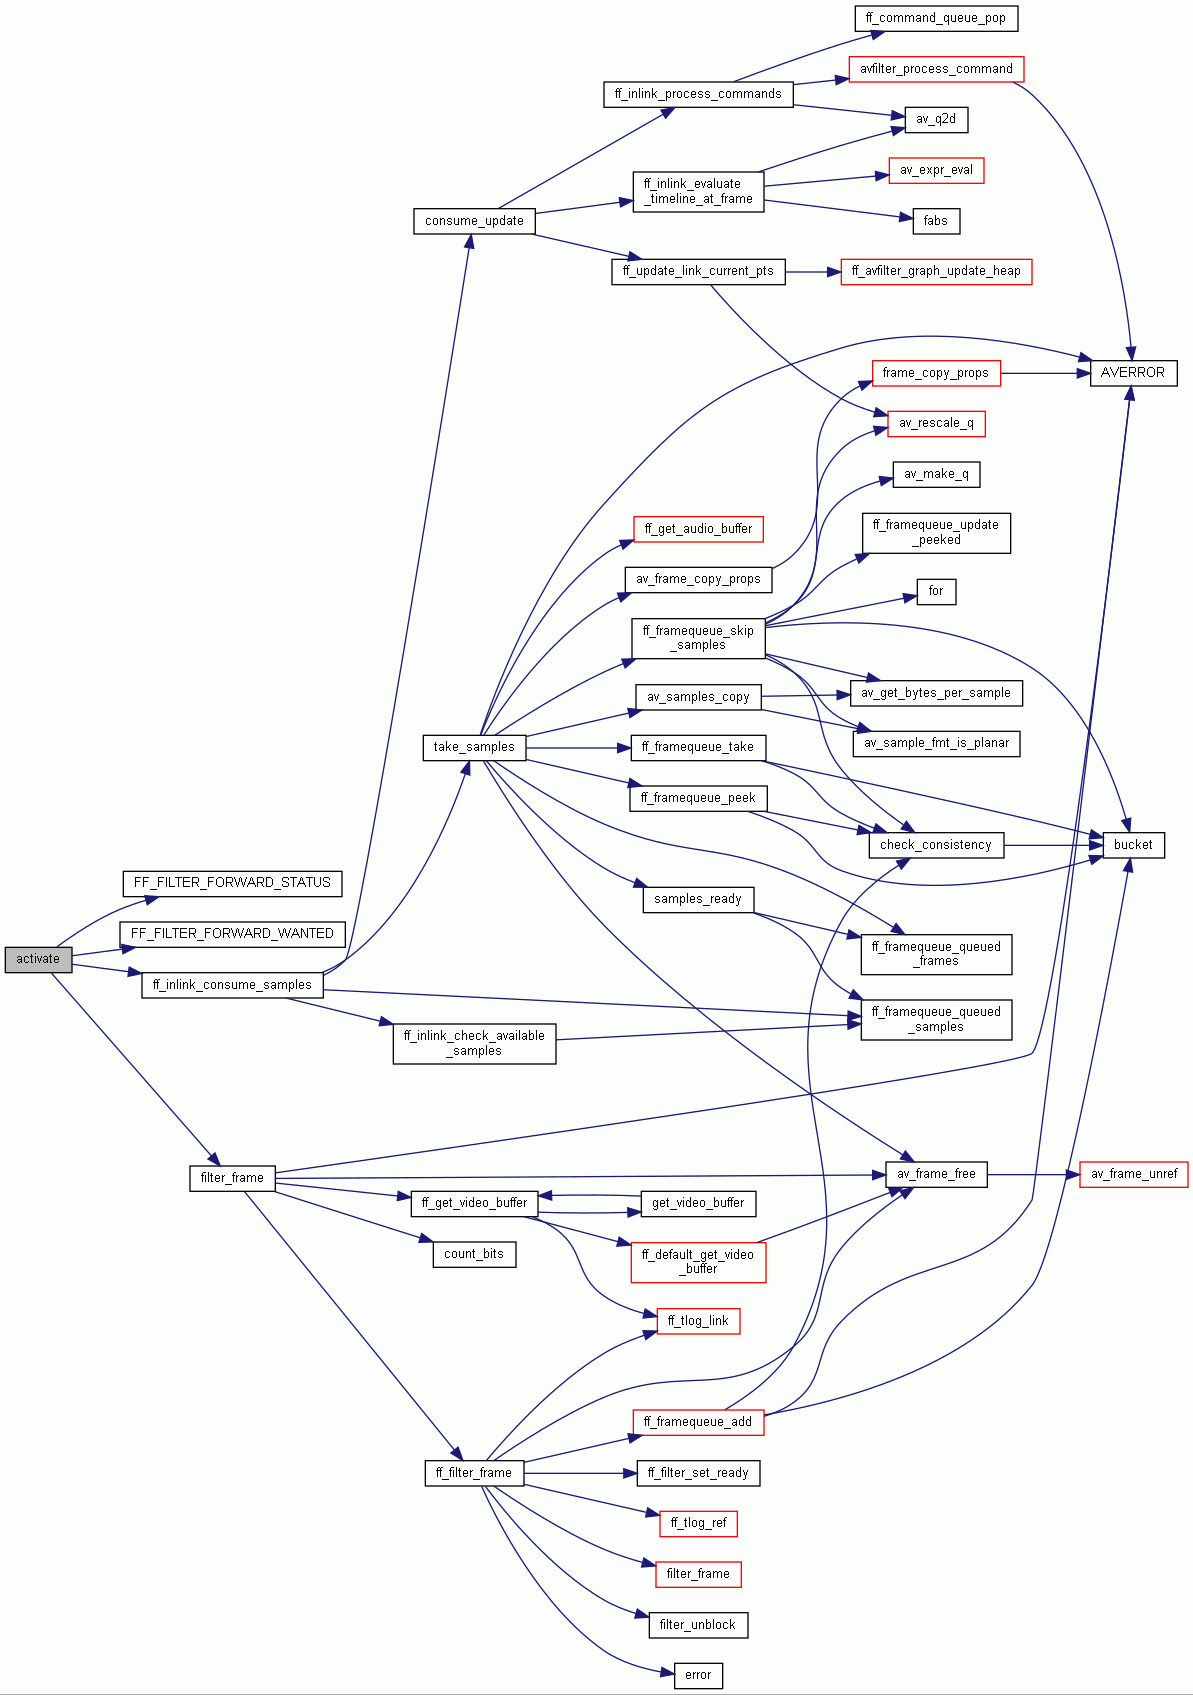 ff_command_queue_pop
avfilter_process_command
ff_inlink_process_commands
av_q2d
av_expr_eval
ff_inlink_evaluate
_timeline_at_frame
consume_update
fabs
ff_update_link_current_pts
ff_avfilter_graph_update_heap
frame_copy_props
AVERROR
av_rescale_q
av_make_q
ff_get_audio_buffer
ff_framequeue_update
_peeked
av_frame_copy_props
for
ff_framequeue_skip
_samples
av_samples_copy
av_get_bytes_per_sample
take_samples
ff_framequeue_take
av_sample_fmt_is_planar
ff_framequeue_peek
check_consistency
bucket
FF_FILTER_FORWARD_STATUS
samples_ready
FF_FILTER_FORWARD_WANTED
ff_framequeue_queued
_frames
activate
ff_inlink_consume_samples
ff_framequeue_queued
_samples
ff_inlink_check_available
_samples
filter_frame
av_frame_free
av_frame_unref
ff_get_video_buffer
get_video_buffer
count_bits
ff_default_get_video
_buffer
ff_tlog_link
ff_framequeue_add
ff_filter_frame
ff_filter_set_ready
ff_tlog_ref
filter_frame
filter_unblock
error